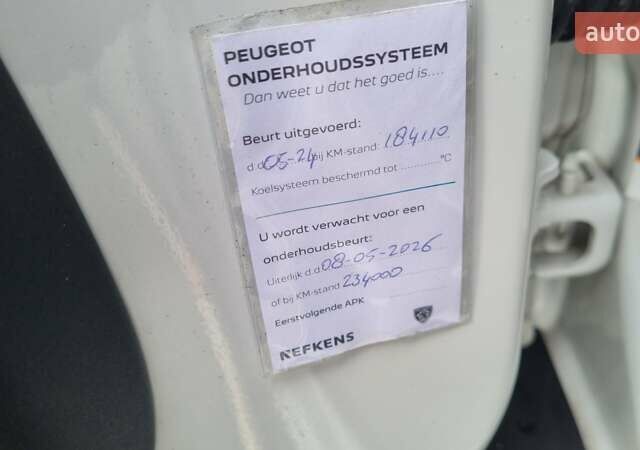 auto
PEUGEOT
ONDERHOUDSSYSTEEM
Dan weet u dat het goed is....
Beurt uitgevoerd:
d.d. 05-24 bij KM-stand: 184110
Koelsysteem beschermd tot ............°C
U wordt verwacht voor een
onderhoudsbeurt:
Uiterlijk d.d. 08-05-2026
of bij KM-stand 234000
Eerstvolgende APK
NEFKENS